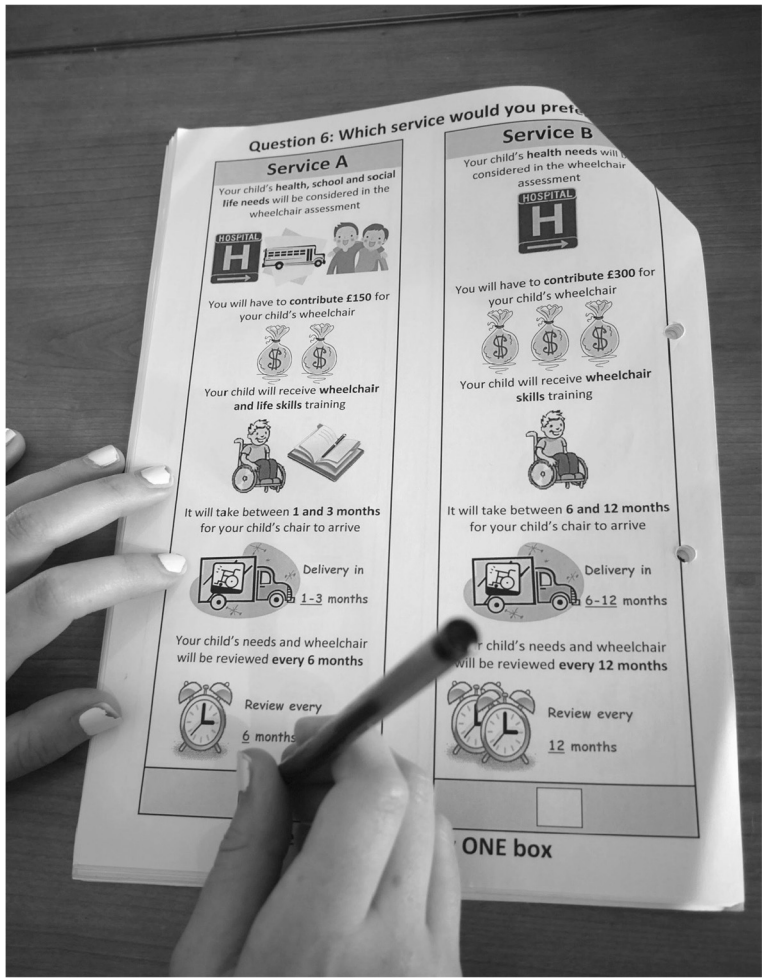 Question 6: Which service would you prefe
Service A
Your child's health, school and social
life needs will be considered in the
wheelchair assessment
HOSPITAL
H
You will have to contribute £150 for
your child's wheelchair
$ $
Your child will receive wheelchair
and life skills training
It will take between 1 and 3 months
for your child's chair to arrive
Delivery in
1-3 months
Your child's needs and wheelchair
will be reviewed every 6 months
Review every
6 months
Service B
Your child's health needs will
considered in the wheelchair
assessment
HOSPITAL
H
You will have to contribute £300 for
your child's wheelchair
$ $ $
Your child will receive wheelchair
skills training
It will take between 6 and 12 months
for your child's chair to arrive
Delivery in
6-12 months
child's needs and wheelchair
will be reviewed every 12 months
Review every
12 months
ONE box